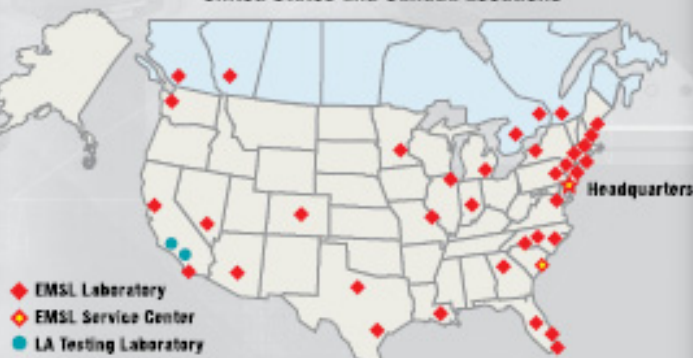 United States and Canada Locations
Headquarters
EMSL Laboratory
EMSL Service Center
LA Testing Laboratory